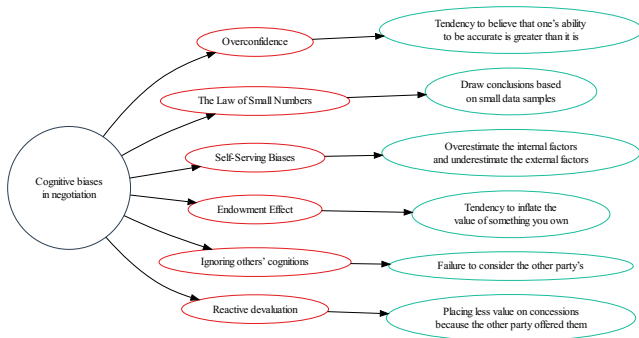 Cognitive biases
in negotiation
Overconfidence
Tendency to believe that one's ability
to be accurate is greater than it is
The Law of Small Numbers
Draw conclusions based
on small data samples
Self-Serving Biases
Overestimate the internal factors
and underestimate the external factors
Endowment Effect
Tendency to inflate the
value of something you own
Ignoring others' cognitions
Failure to consider the other party's
Reactive devaluation
Placing less value on concessions
because the other party offered them